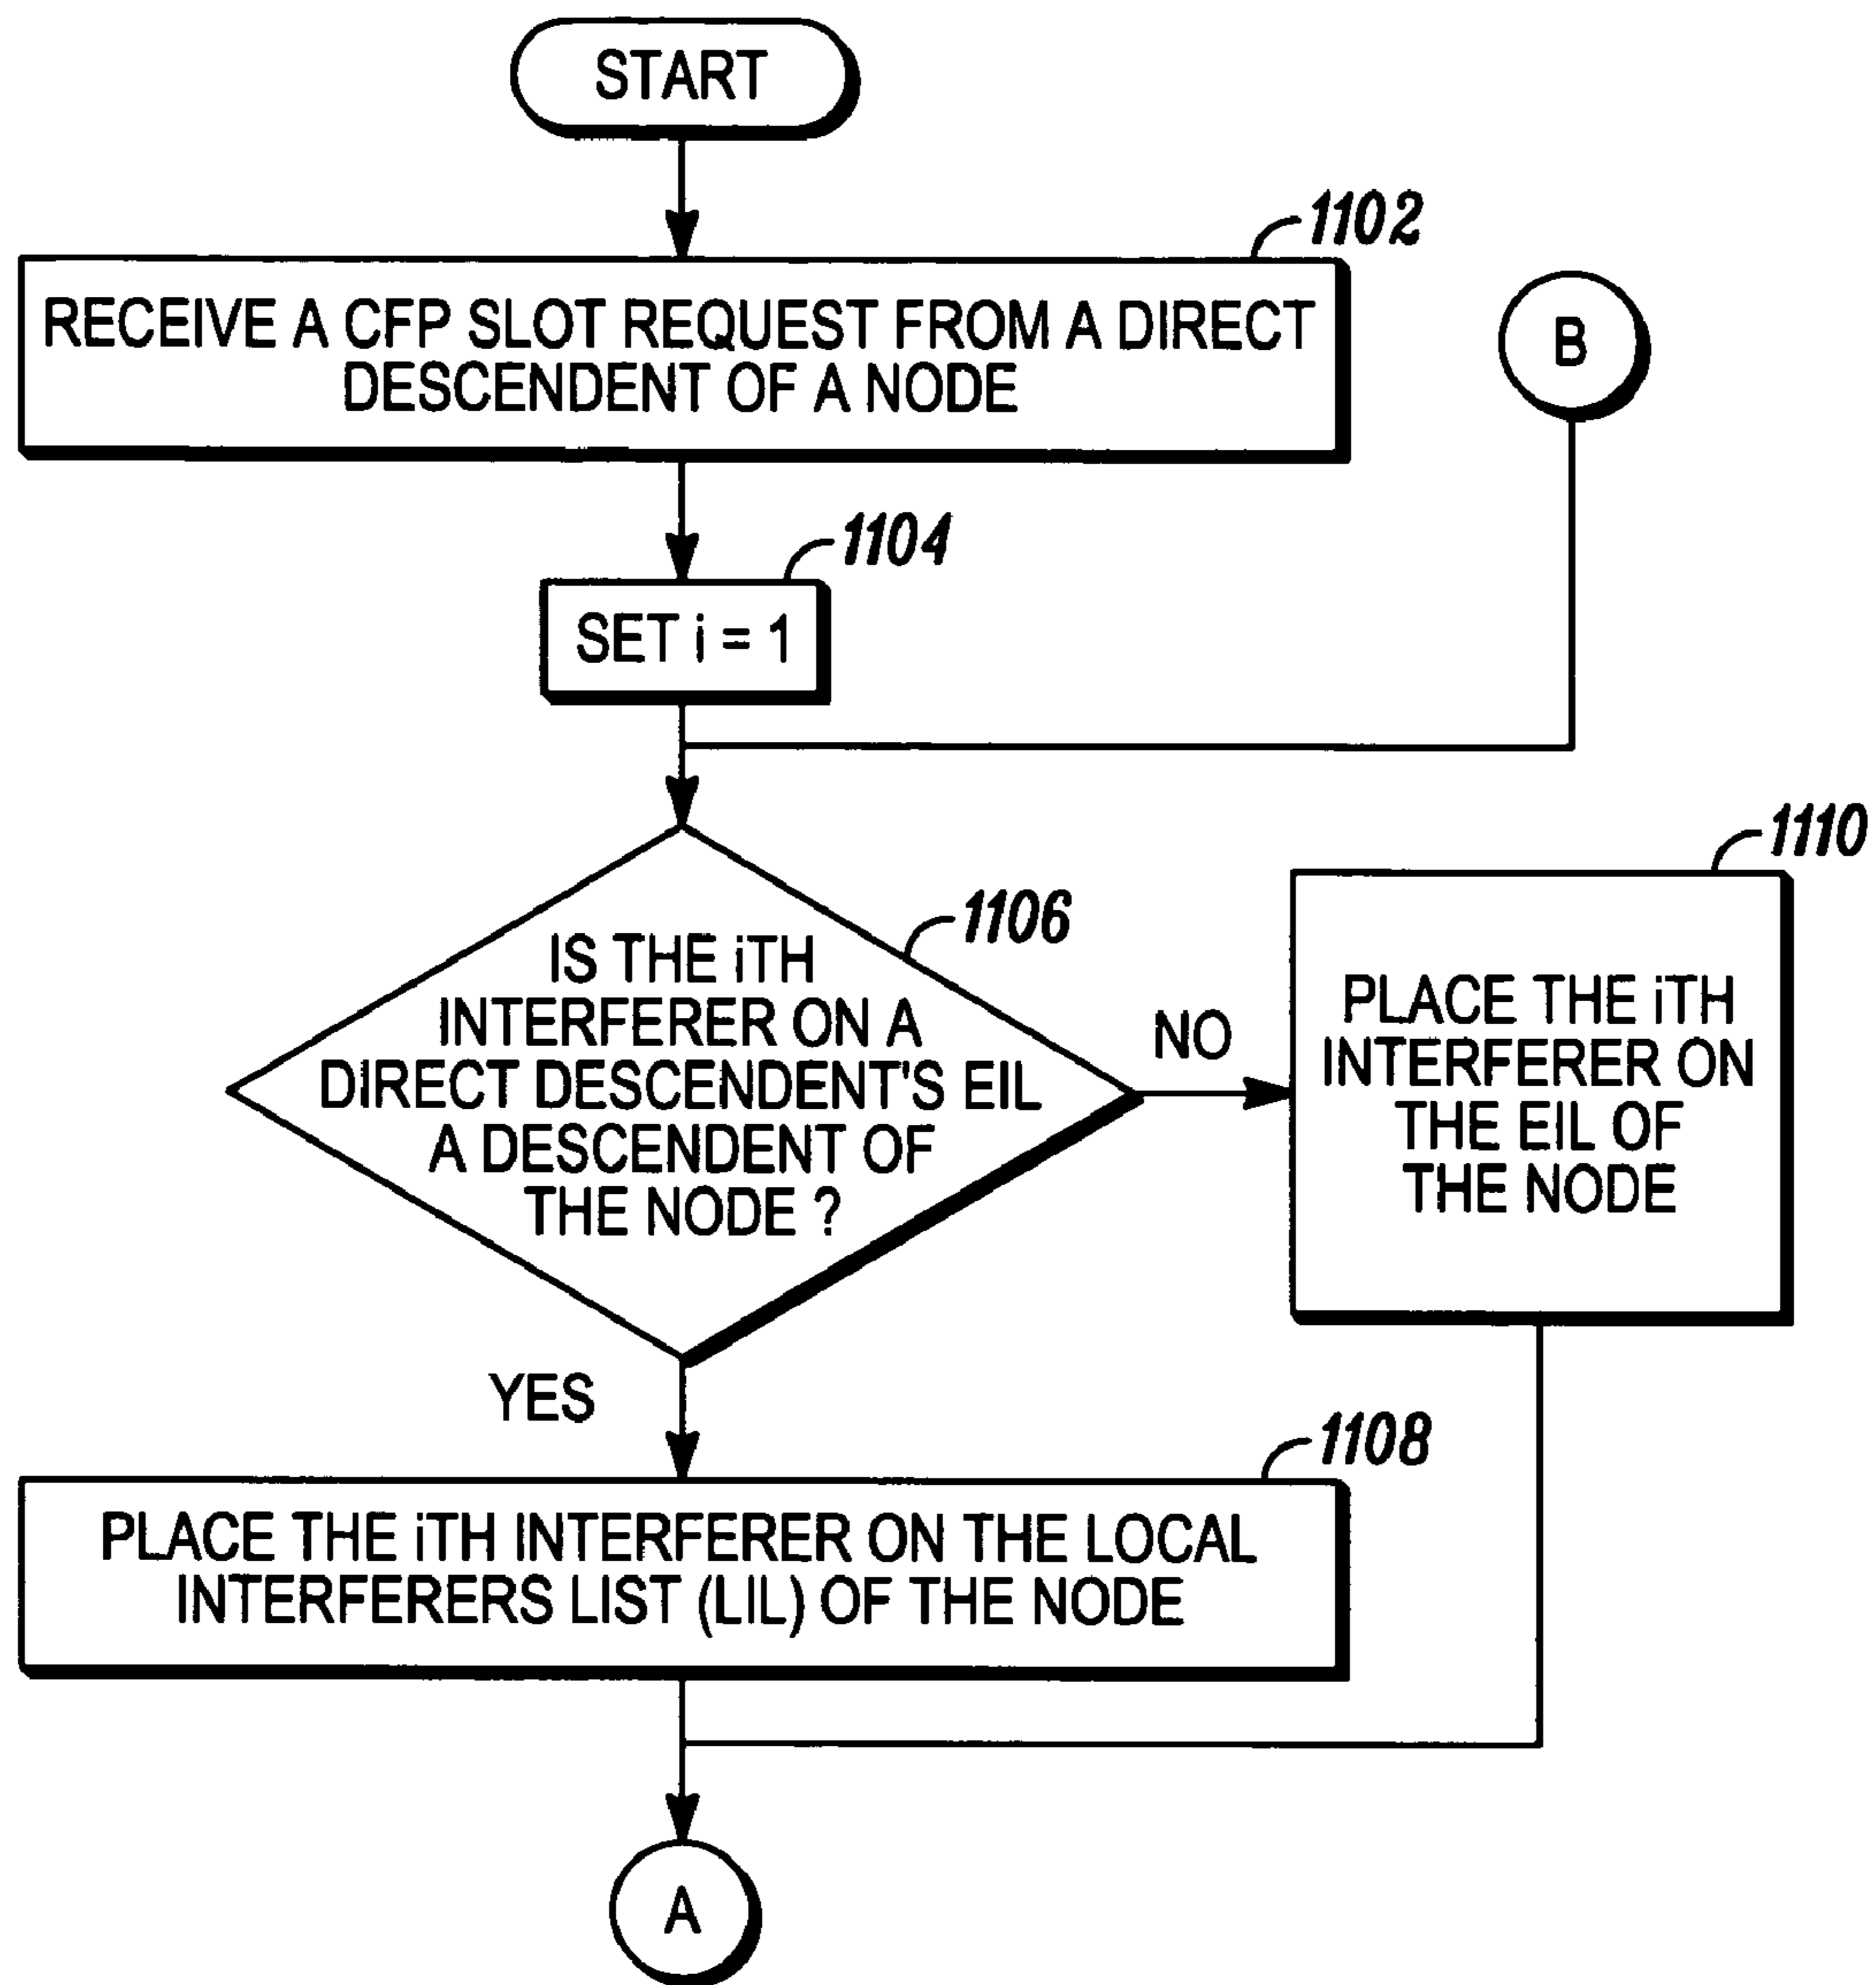 START
1102
RECEIVE A CFP SLOT REQUEST FROM A DIRECT
DESCENDENT OF A NODE
B
1104
SET i = 1
1106
IS THE iTH
INTERFERER ON A
DIRECT DESCENDENT'S EIL
A DESCENDENT OF
THE NODE ?
NO
1110
PLACE THE iTH
INTERFERER ON
THE EIL OF
THE NODE
YES
1108
PLACE THE iTH INTERFERER ON THE LOCAL
INTERFERERS LIST (LIL) OF THE NODE
A